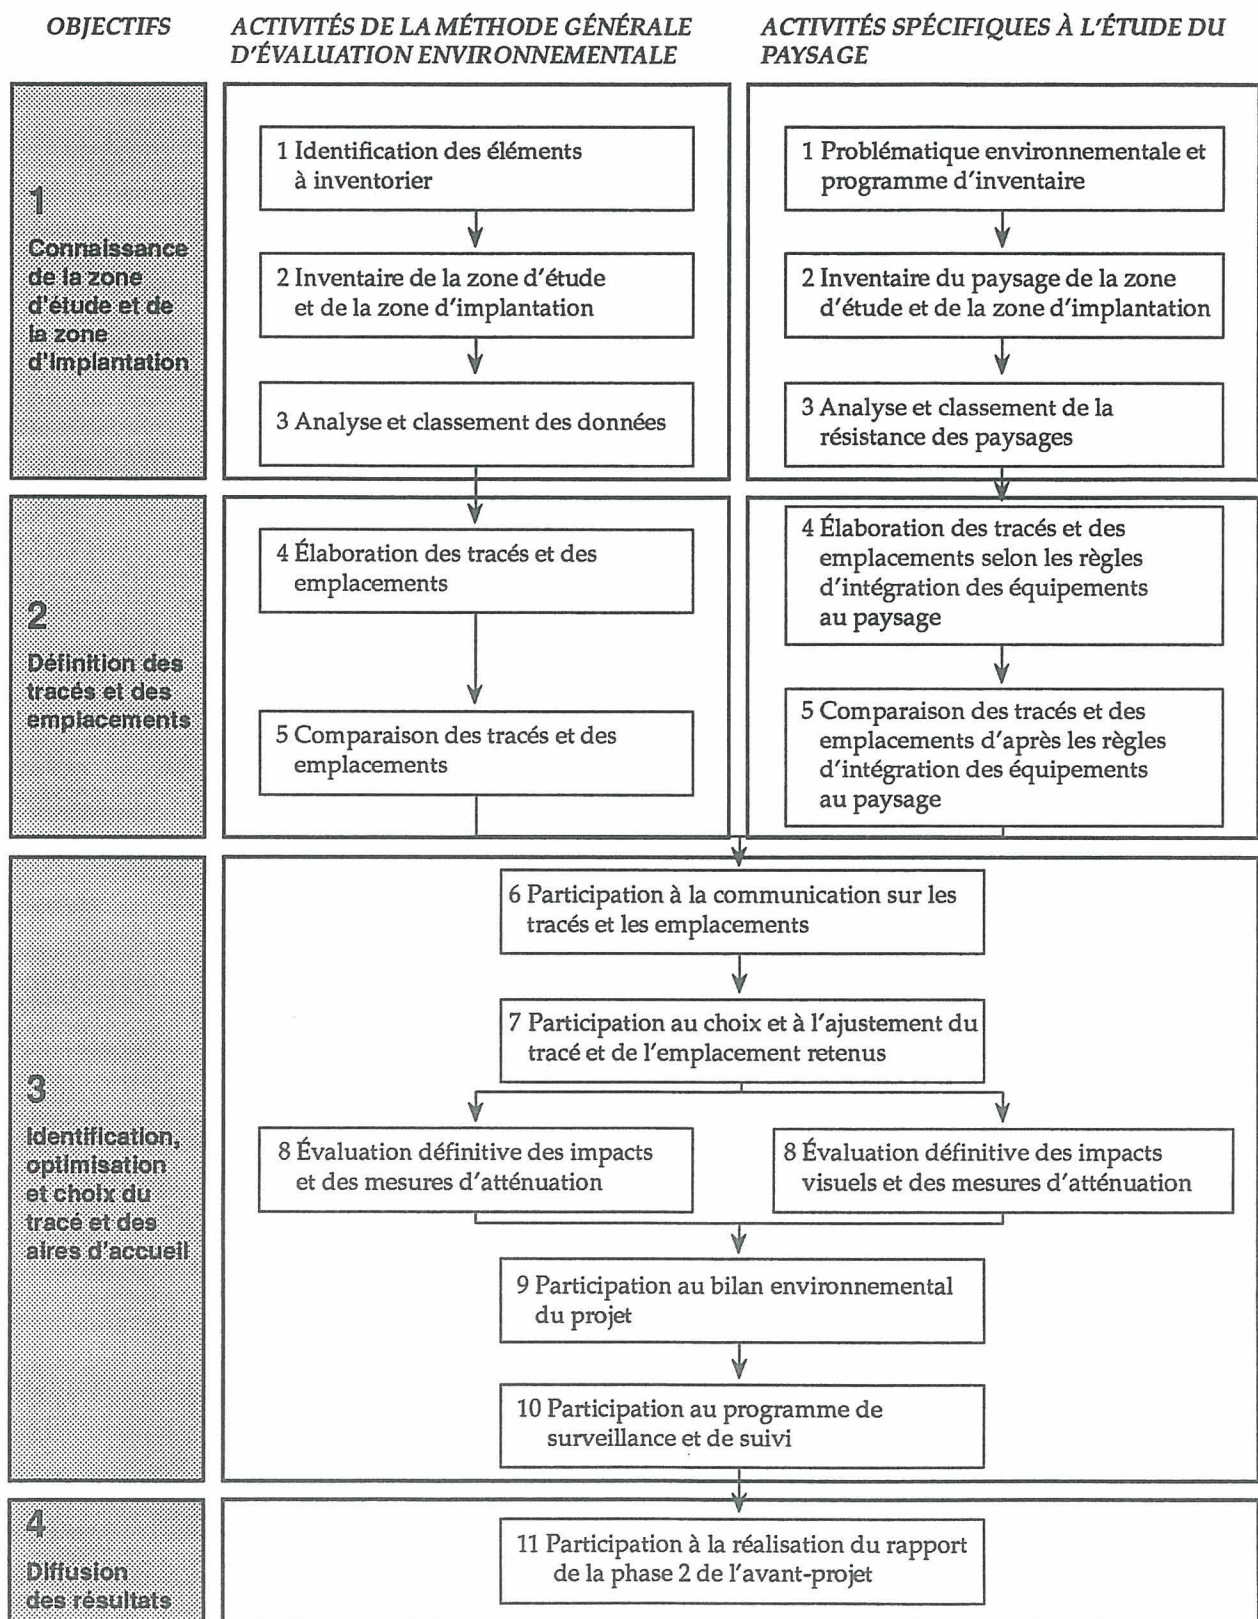 OBJECTIFS
ACTIVITÉS DE LA MÉTHODE GÉNÉRALE
D'ÉVALUATION ENVIRONNEMENTALE
ACTIVITÉS SPÉCIFIQUES À L'ÉTUDE DU
PAYSAGE
1
Connaissance
de la zone
d'étude et de
la zone
d'implantation
1 Identification des éléments
à inventorier
2 Inventaire de la zone d'étude
et de la zone d'implantation
3 Analyse et classement des données
1 Problématique environnementale et
programme d'inventaire
2 Inventaire du paysage de la zone
d'étude et de la zone d'implantation
3 Analyse et classement de la
résistance des paysages
2
Définition des
tracés et des
emplacements
4 Élaboration des tracés et des
emplacements
5 Comparaison des tracés et des
emplacements
4 Élaboration des tracés et des
emplacements selon les règles
d'intégration des équipements
au paysage
5 Comparaison des tracés et des
emplacements d'après les règles
d'intégration des équipements
au paysage
3
Identification,
optimisation
et choix du
tracé et des
aires d'accueil
6 Participation à la communication sur les
tracés et les emplacements
7 Participation au choix et à l'ajustement du
tracé et de l'emplacement retenus
8 Évaluation définitive des impacts
et des mesures d'atténuation
8 Évaluation définitive des impacts
visuels et des mesures d'atténuation
9 Participation au bilan environnemental
du projet
10 Participation au programme de
surveillance et de suivi
4
Diffusion
des résultats
11 Participation à la réalisation du rapport
de la phase 2 de l'avant-projet